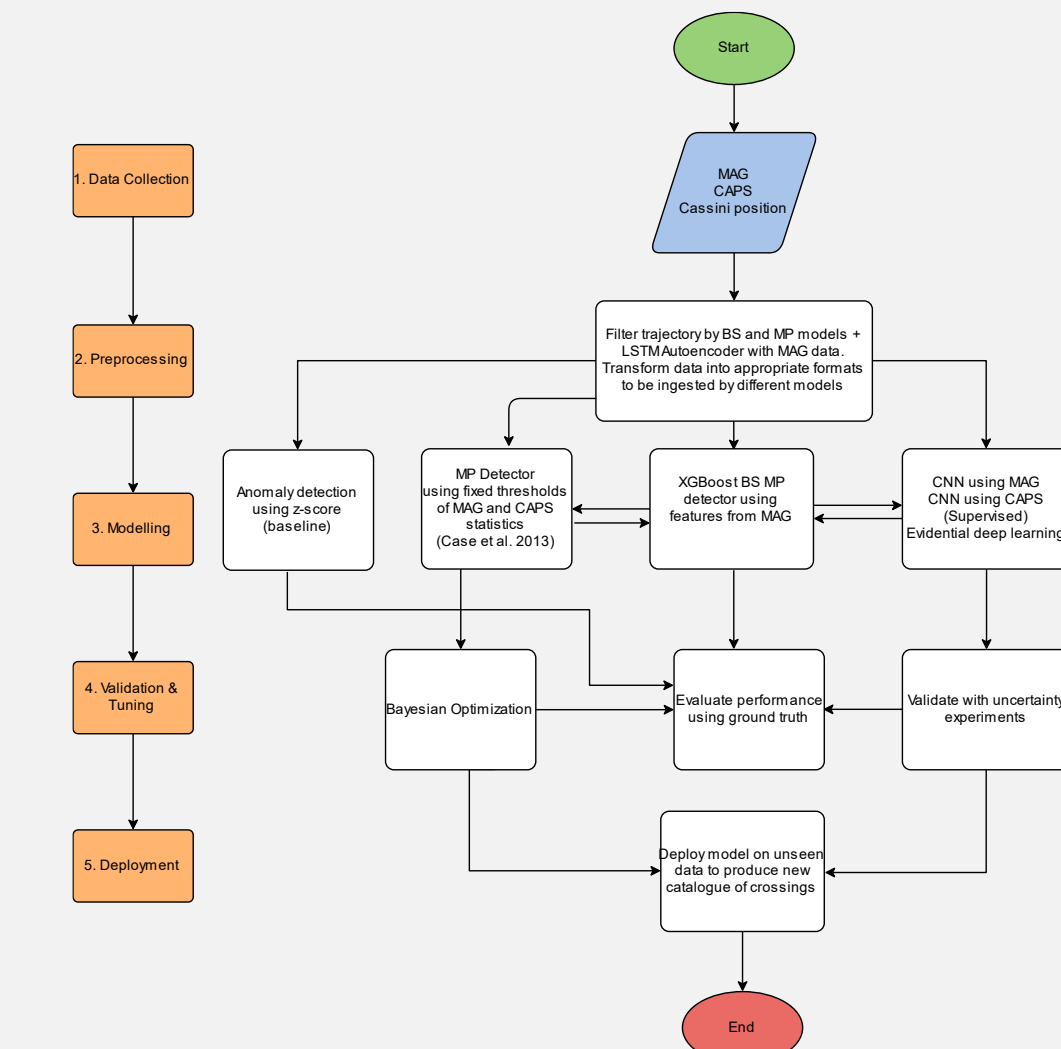 Start
MAG
CAPS
Cassini position
1. Data Collection
2. Preprocessing
3. Modelling
4. Validation &
Tuning
5. Deployment
Filter trajectory by BS and MP models +
LSTMAutoencoder with MAG data.
Transform data into appropriate formats
to be ingested by different models
Anomaly detection
using z-score
(baseline)
MP Detector
using fixed thresholds
of MAG and CAPS
statistics
(Case et al. 2013)
XGBoost BS MP
detector using
features from MAG
CNN using MAG
CNN using CAPS
(Supervised)
Evidential deep learning
Bayesian Optimization
Evaluate performance
using ground truth
Validate with uncertainty
experiments
Deploy model on unseen
data to produce new
catalogue of crossings
End